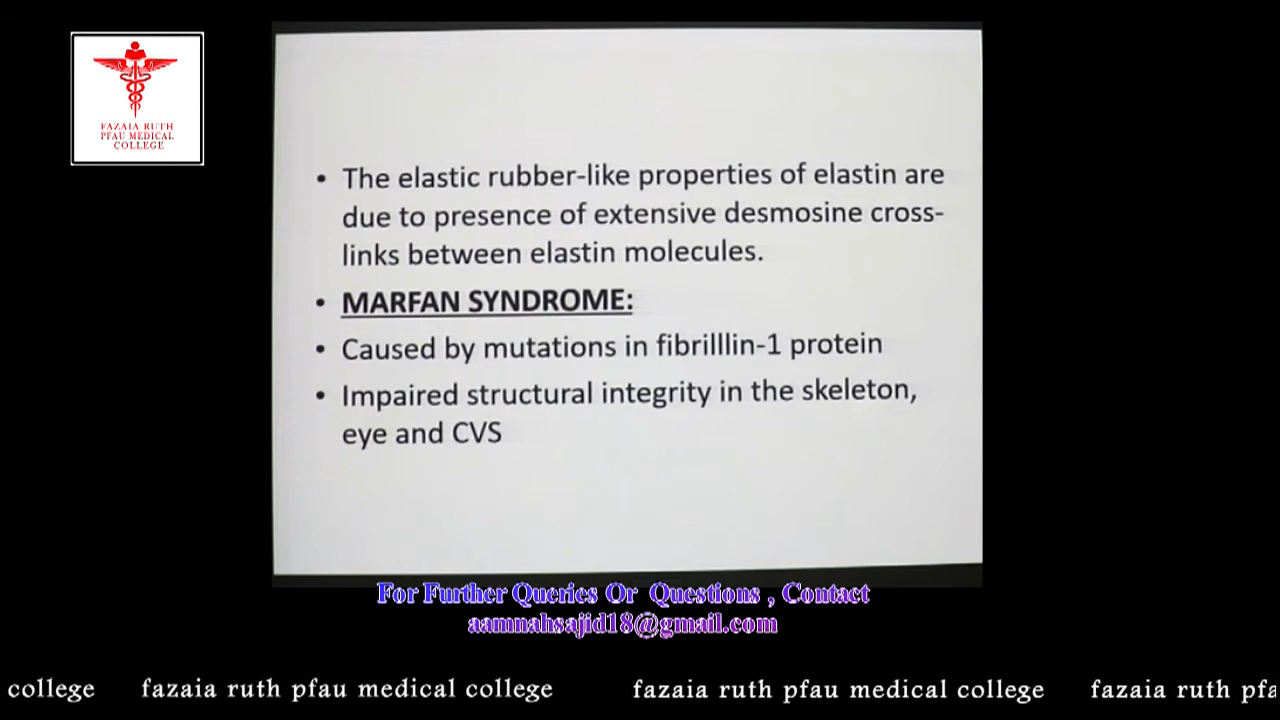 FAZAIA RUTH
PFAU MEDICAL
COLLEGE
• The elastic rubber-like properties of elastin are
due to presence of extensive desmosine cross-
links between elastin molecules.
• MARFAN SYNDROME:
• Caused by mutations in fibrilllin-1 protein
• Impaired structural integrity in the skeleton,
eye and CVS
For Further Queries Or Questions , Contact
aamnahsajid18@gmail.com
college fazaia ruth pfau medical college fazaia ruth pfau medical college fazaia ruth pfa